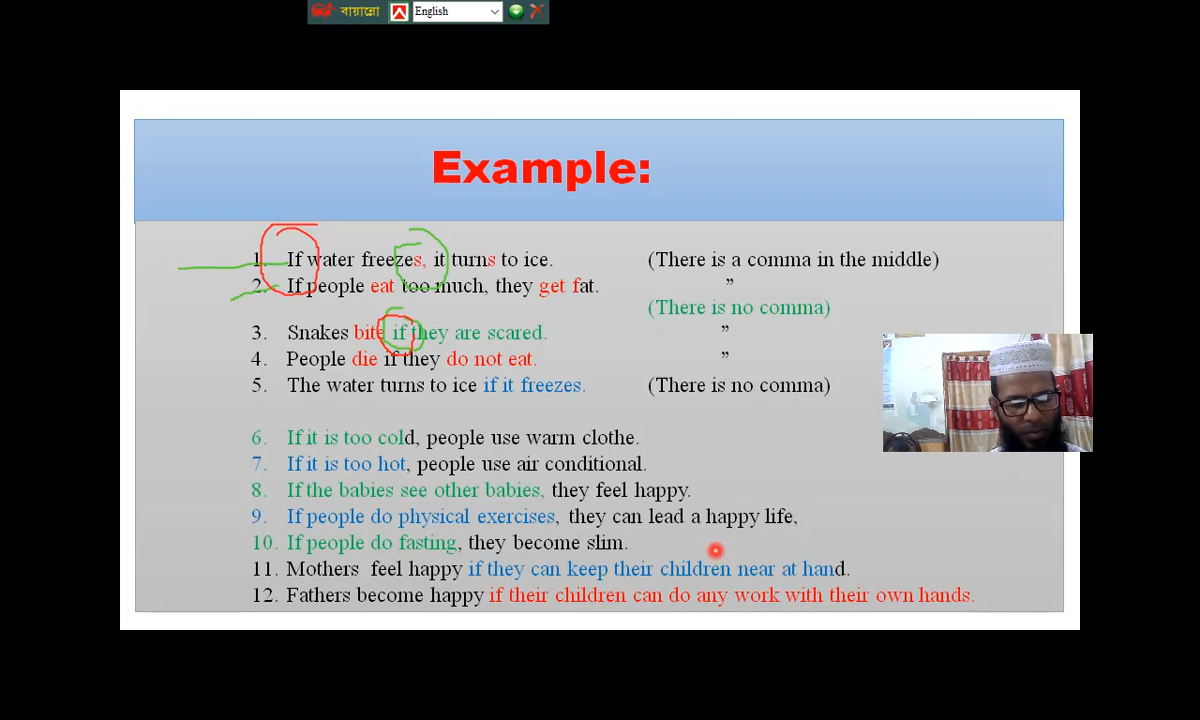 বায়ান্নো English
Example:
1. If water freezes, it turns to ice. (There is a comma in the middle)
2. If people eat too much, they get fat. ”
(There is no comma)
3. Snakes bite if they are scared. ”
4. People die if they do not eat. ”
5. The water turns to ice if it freezes. (There is no comma)
6. If it is too cold, people use warm clothe.
7. If it is too hot, people use air conditional.
8. If the babies see other babies, they feel happy.
9. If people do physical exercises, they can lead a happy life,
10. If people do fasting, they become slim.
11. Mothers feel happy if they can keep their children near at hand.
12. Fathers become happy if their children can do any work with their own hands.